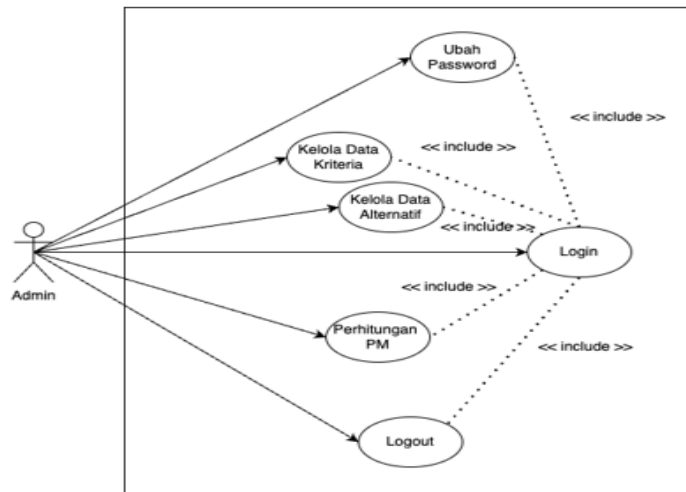 Ubah
Password
<< include >>
<< include >>
Kelola Data
Kriteria
Kelola Data
Alternatif
<< include >>
Login
Admin
<< include >>
Perhitungan
PM
<< include >>
Logout